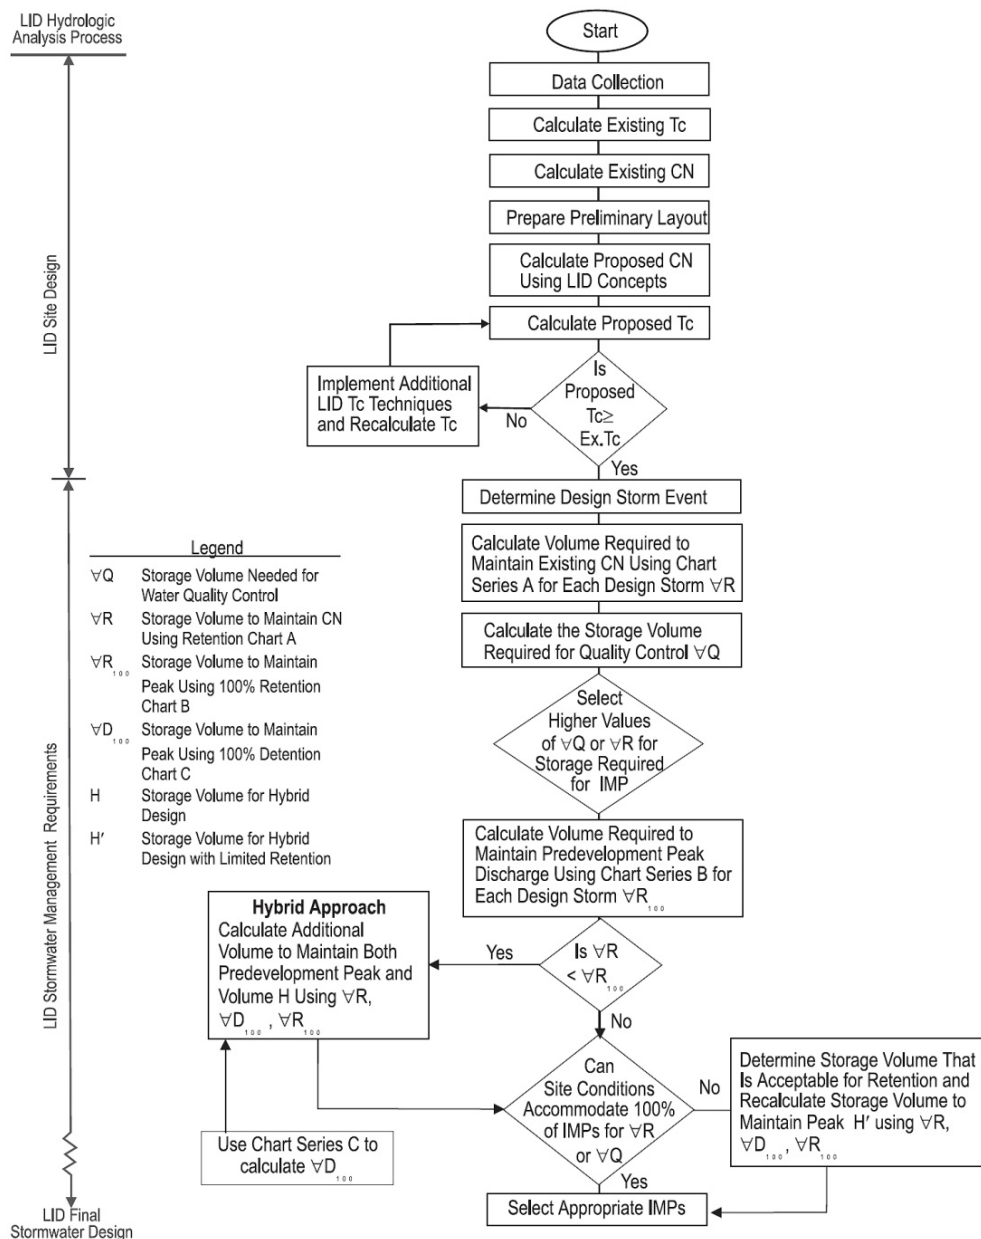 LID Hydrologic
Analysis Process
Start
Data Collection
Calculate Existing Tc
Calculate Existing CN
Prepare Preliminary Layout
Calculate Proposed CN
Using LID Concepts
Calculate Proposed Tc
LID Site Design
Implement Additional
LID Tc Techniques
and Recalculate Tc
No
Is
Proposed
Tc≥
Ex.Tc
Yes
Determine Design Storm Event
Calculate Volume Required to
Maintain Existing CN Using Chart
Series A for Each Design Storm ∀R
Calculate the Storage Volume
Required for Quality Control ∀Q
Select
Higher Values
of ∀Q or ∀R for
Storage Required
for IMP
Legend
∀Q Storage Volume Needed for
Water Quality Control
∀R Storage Volume to Maintain CN
Using Retention Chart A
∀R100 Storage Volume to Maintain
Peak Using 100% Retention
Chart B
∀D100 Storage Volume to Maintain
Peak Using 100% Detention
Chart C
H Storage Volume for Hybrid
Design
H′ Storage Volume for Hybrid
Design with Limited Retention
LID Stormwater Management Requirements
Calculate Volume Required to
Maintain Predevelopment Peak
Discharge Using Chart Series B for
Each Design Storm ∀R100
Hybrid Approach
Calculate Additional
Volume to Maintain Both
Predevelopment Peak and
Volume H Using ∀R,
∀D100 , ∀R100
Yes
Is ∀R
< ∀R100
No
Can
Site Conditions
Accommodate 100%
of IMPs for ∀R
or ∀Q
No
Determine Storage Volume That
Is Acceptable for Retention and
Recalculate Storage Volume to
Maintain Peak H′ using ∀R,
∀D100, ∀R100
Use Chart Series C to
calculate ∀D100
Yes
Select Appropriate IMPs
LID Final
Stormwater Design